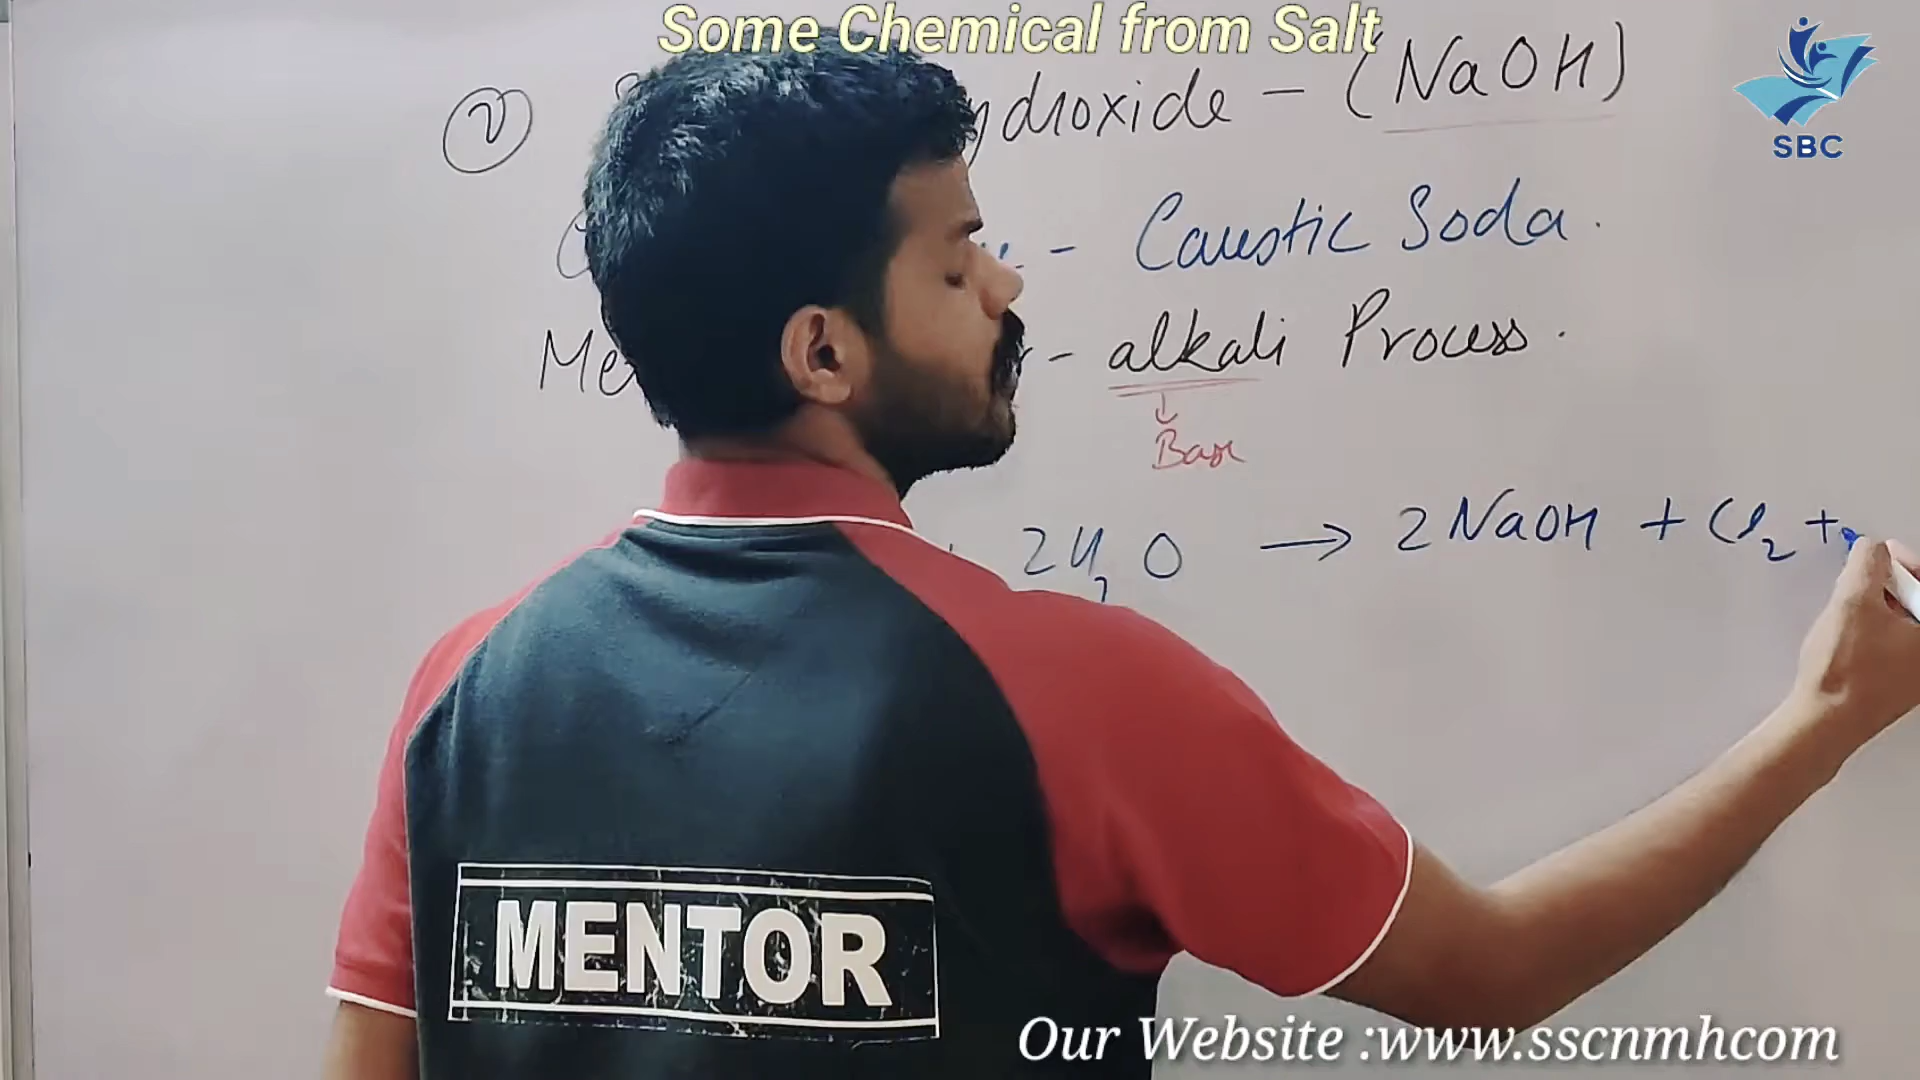 Some Chemical from Salt
SBC
ydroxide - (NaOH)
- Caustic Soda.
Me - alkali Process.
Base
2H2O → 2NaOH + Cl2 +
MENTOR
Our Website :www.sscnmhcom